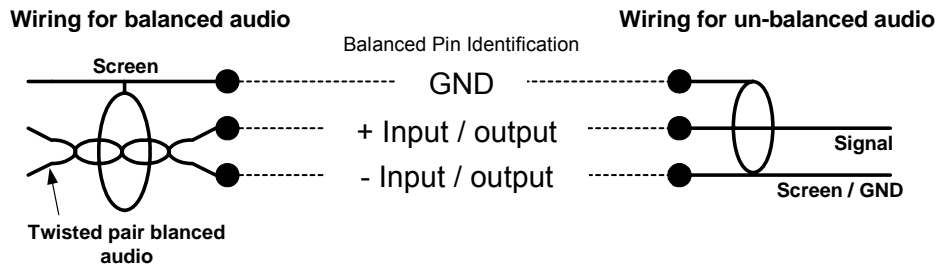 Wiring for balanced audio
Wiring for un-balanced audio
Balanced Pin Identification
Screen
GND
+ Input / output
Signal
- Input / output
Screen / GND
Twisted pair blanced
audio